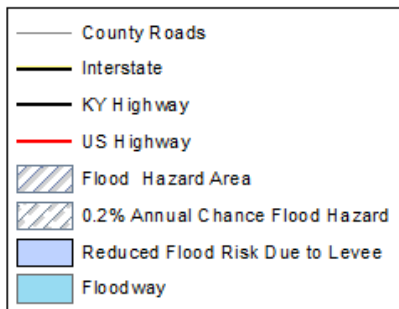 County Roads
Interstate
KY Highway
US Highway
Flood Hazard Area
0.2% Annual Chance Flood Hazard
Reduced Flood Risk Due to Levee
Floodway